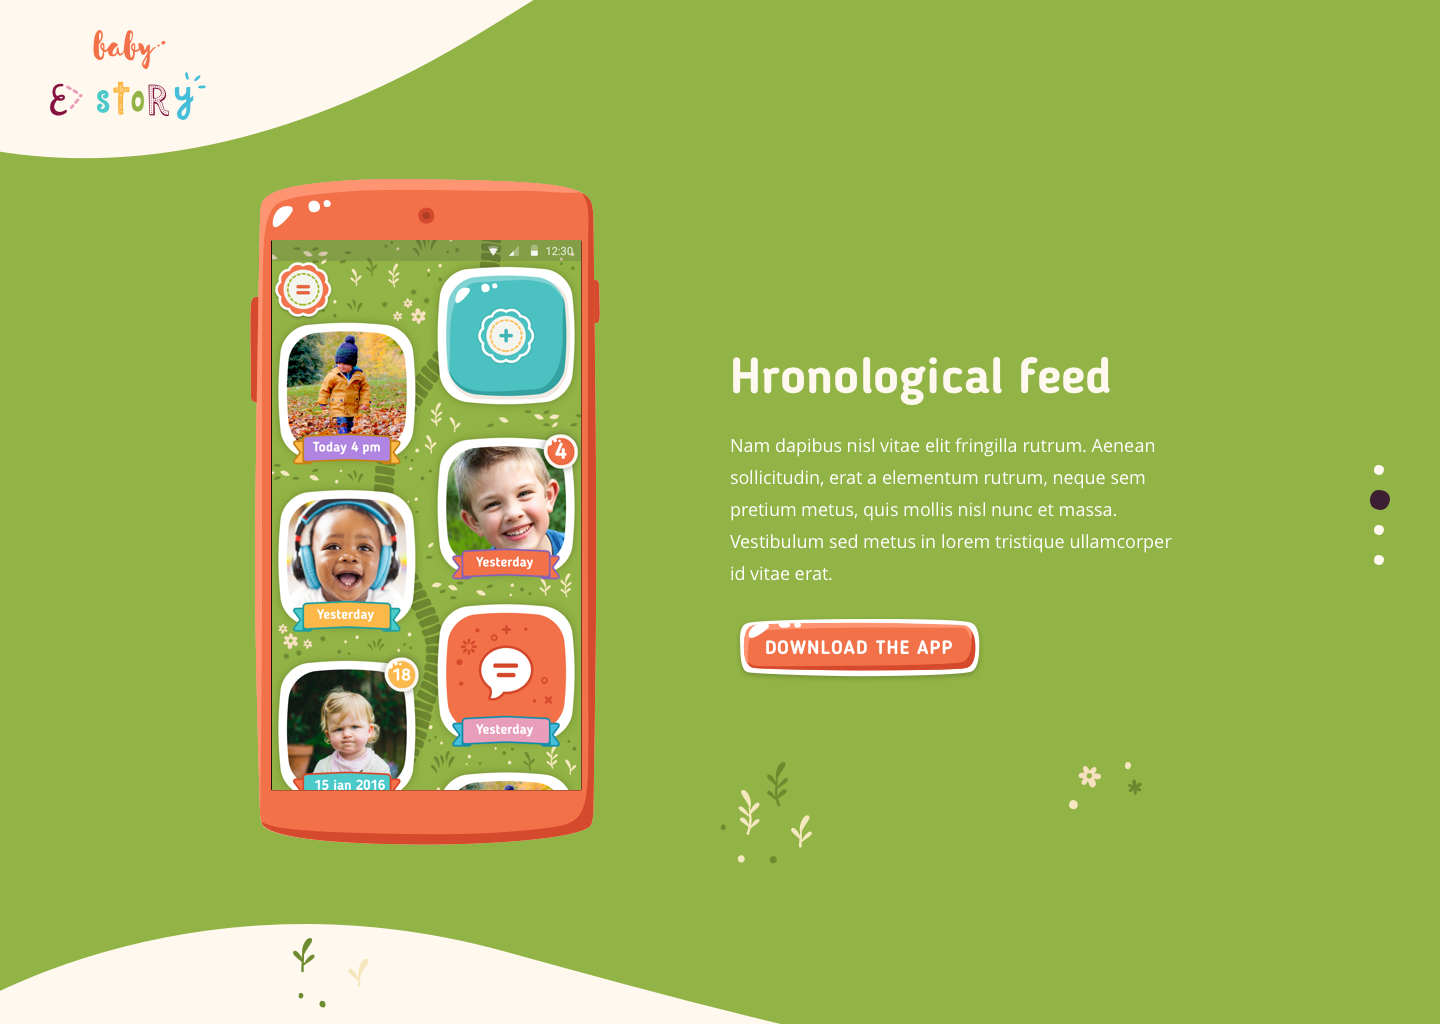 baby
E story
12:30
Today 4 pm
4
Yesterday
Yesterday
18
Yesterday
15 jan 2016
Hronological feed
Nam dapibus nisl vitae elit fringilla rutrum. Aenean
sollicitudin, erat a elementum rutrum, neque sem
pretium metus, quis mollis nisl nunc et massa.
Vestibulum sed metus in lorem tristique ullamcorper
id vitae erat.
DOWNLOAD THE APP